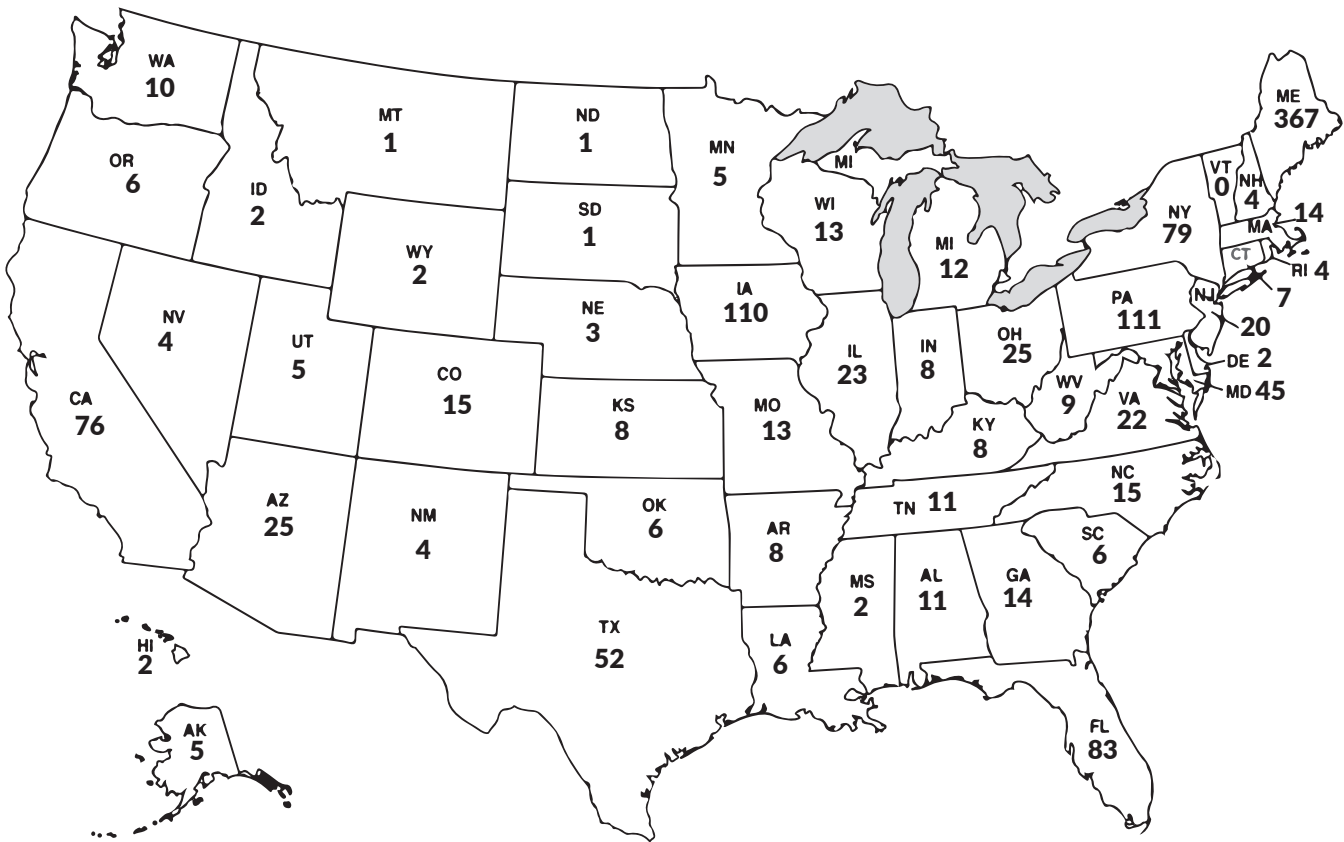 WA
10
OR
6
ID
2
MT
1
ND
1
MN
5
MI
WI
13
SD
1
WY
2
NE
3
IA
110
MI
12
NY
79
VT
0
NH
4
ME
367
MA
14
CT
7
RI 4
NJ
20
PA
111
DE 2
MD 45
OH
25
IN
8
IL
23
WV
9
VA
22
KY
8
MO
13
KS
8
CO
15
UT
5
NV
4
CA
76
AZ
25
NM
4
OK
6
AR
8
TN 11
NC
15
SC
6
GA
14
AL
11
MS
2
LA
6
TX
52
FL
83
HI
2
AK
5